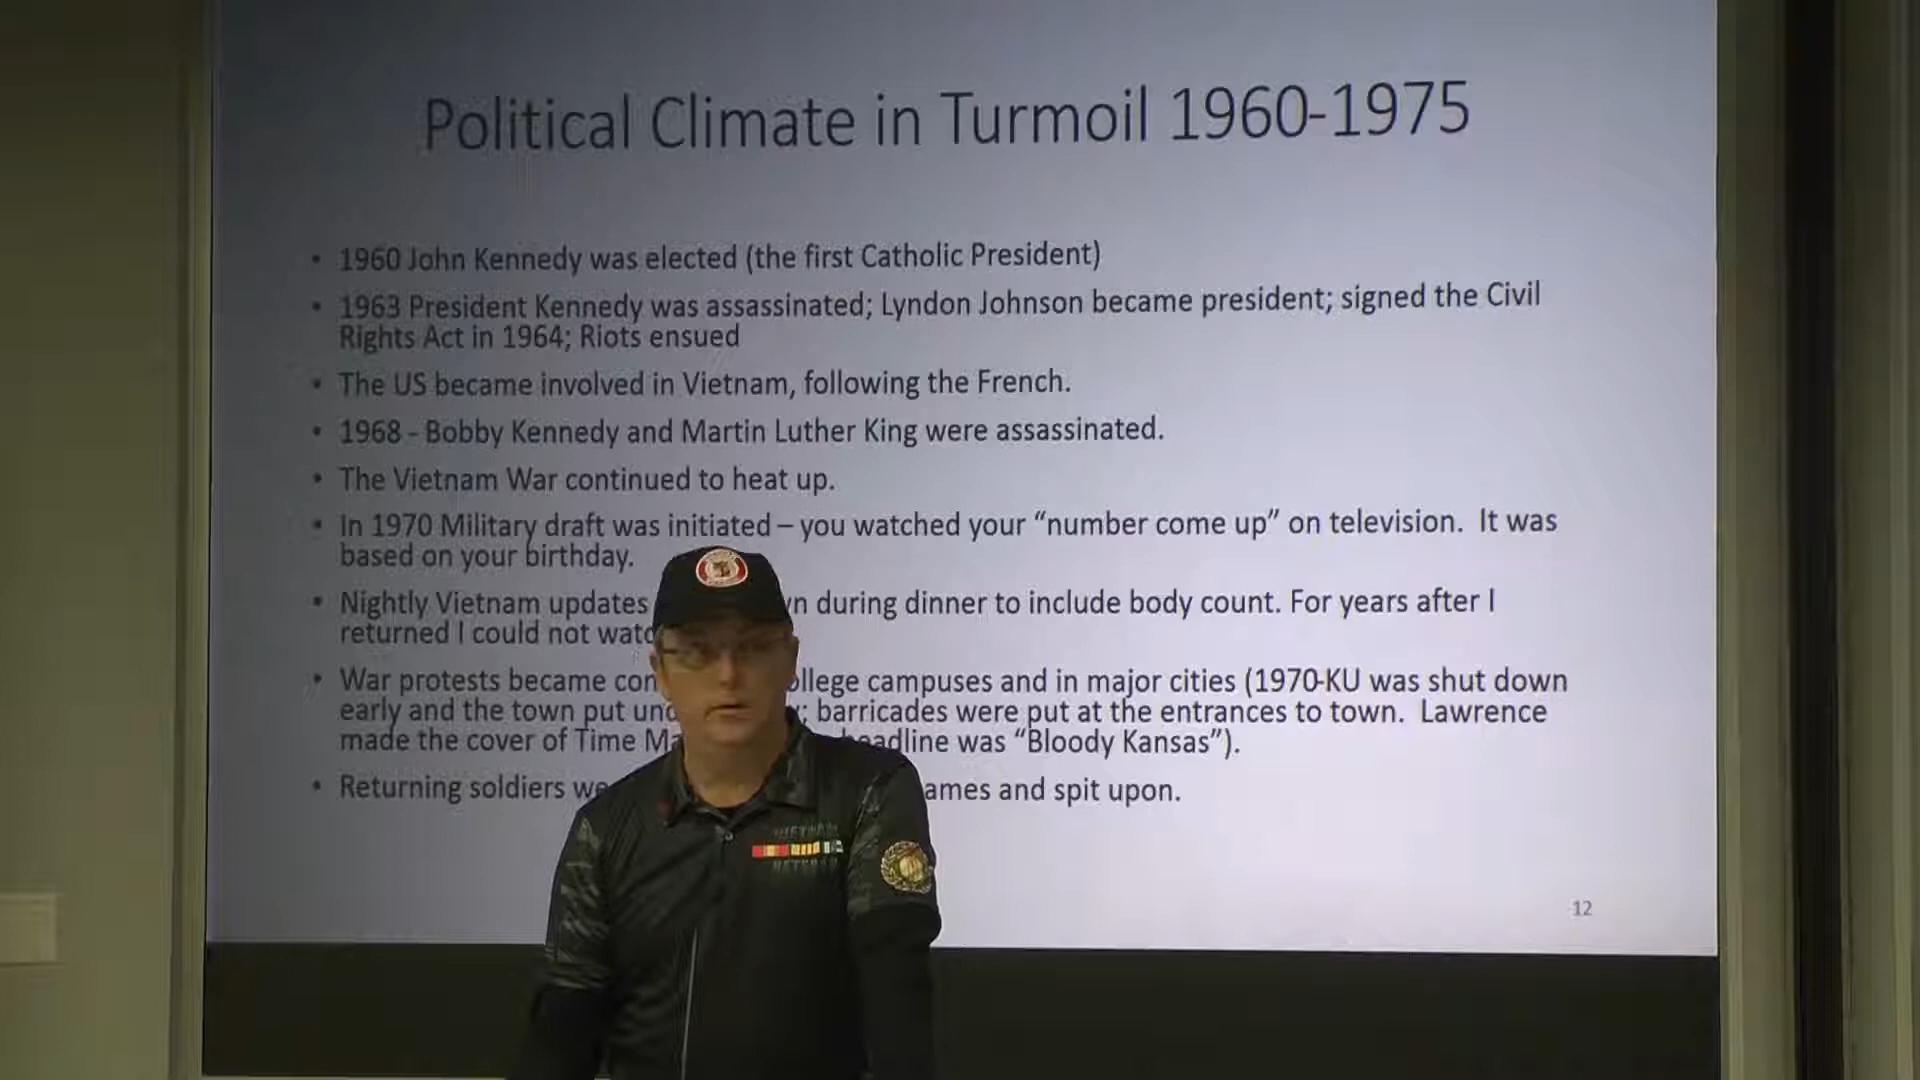 Political Climate in Turmoil 1960-1975
• 1960 John Kennedy was elected (the first Catholic President)
• 1963 President Kennedy was assassinated; Lyndon Johnson became president; signed the Civil
Rights Act in 1964; Riots ensued
• The US became involved in Vietnam, following the French.
• 1968 - Bobby Kennedy and Martin Luther King were assassinated.
• The Vietnam War continued to heat up.
• In 1970 Military draft was initiated – you watched your “number come up” on television. It was
based on your birthday.
• Nightly Vietnam updates during dinner to include body count. For years after I
returned I could not
• War protests became campuses and in major cities (1970-KU was shut down
early and the town put barricades were put at the entrances to town. Lawrence
made the cover of Time was “Bloody Kansas”).
• Returning soldiers and spit upon.
VIETNAM
VETERAN
12